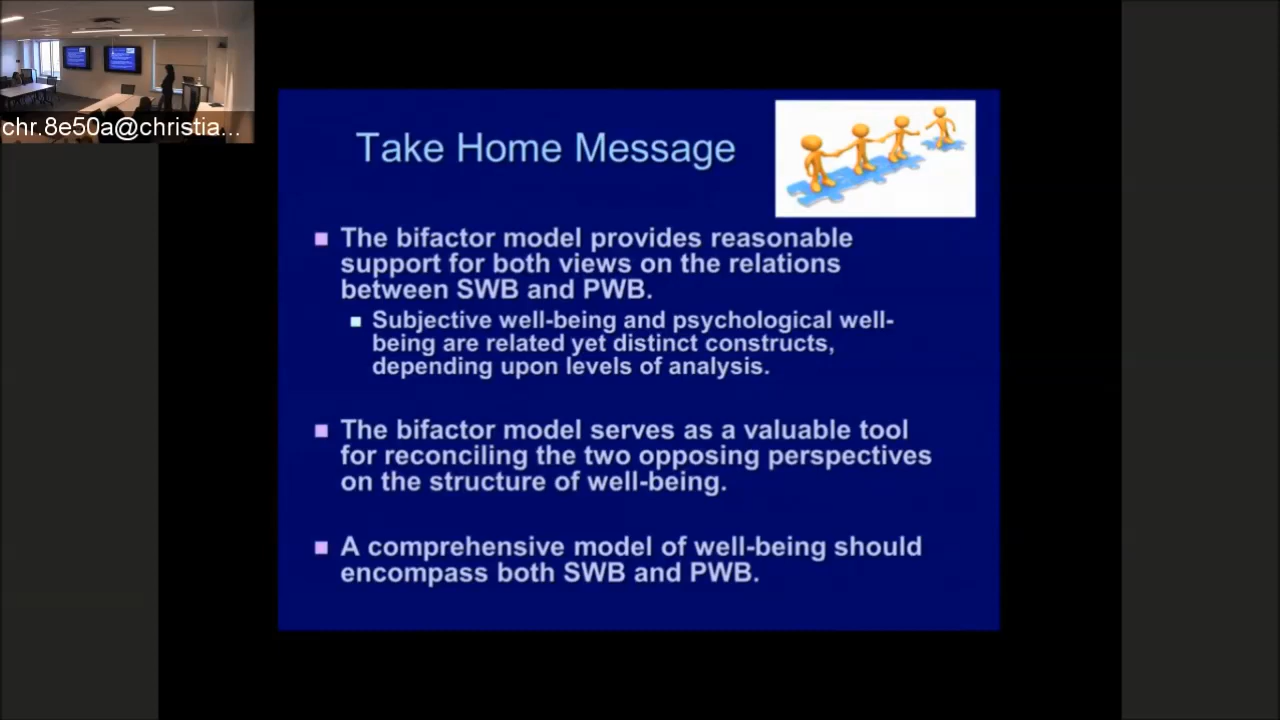 chr.8e50a@christia...
Take Home Message
The bifactor model provides reasonable
support for both views on the relations
between SWB and PWB.
Subjective well-being and psychological well-
being are related yet distinct constructs,
depending upon levels of analysis.
The bifactor model serves as a valuable tool
for reconciling the two opposing perspectives
on the structure of well-being.
A comprehensive model of well-being should
encompass both SWB and PWB.